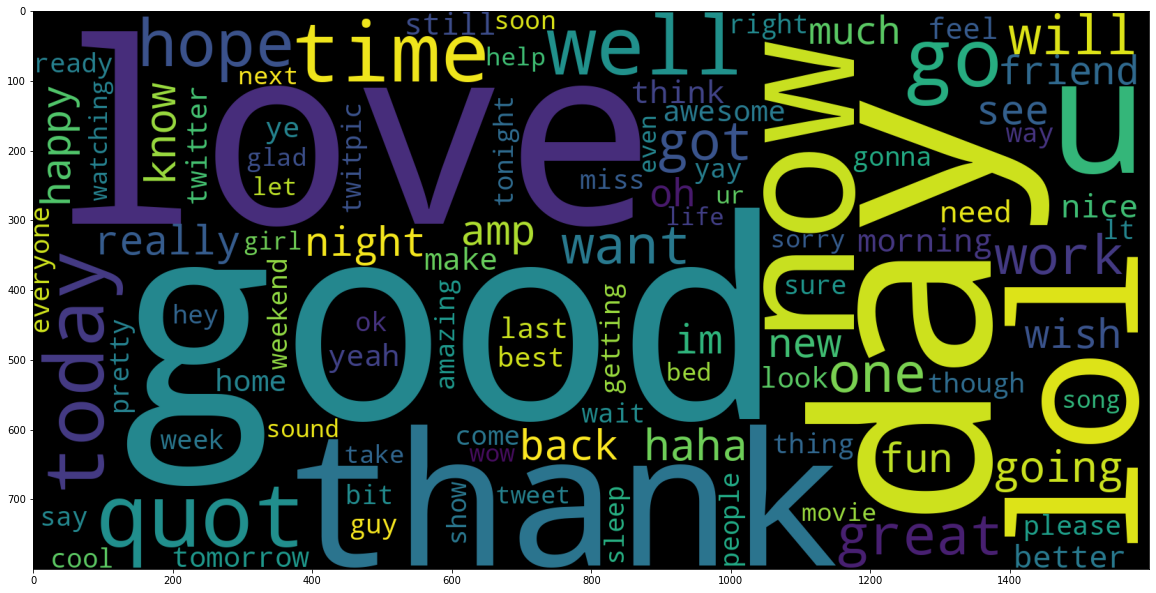 0
100
200
300
400
500
600
700
0
200
400
600
800
1000
1200
1400
love
good
thank
day
now
lol
u
time
well
hope
go
will
quot
today
great
work
one
got
want
night
really
back
haha
going
know
happy
amp
im
new
see
friend
much
right
feel
still
soon
help
next
ready
watching
twitter
ye
glad
let
twitpic
tonight
think
awesome
even
miss
yay
oh
ur
life
gonna
way
nice
lt
need
morning
sorry
sure
everyone
girl
make
weekend
hey
ok
yeah
amazing
last
best
getting
bed
look
though
wish
song
pretty
home
week
sound
take
come
wow
wait
thing
fun
bit
guy
show
tweet
sleep
people
movie
please
better
say
cool
tomorrow